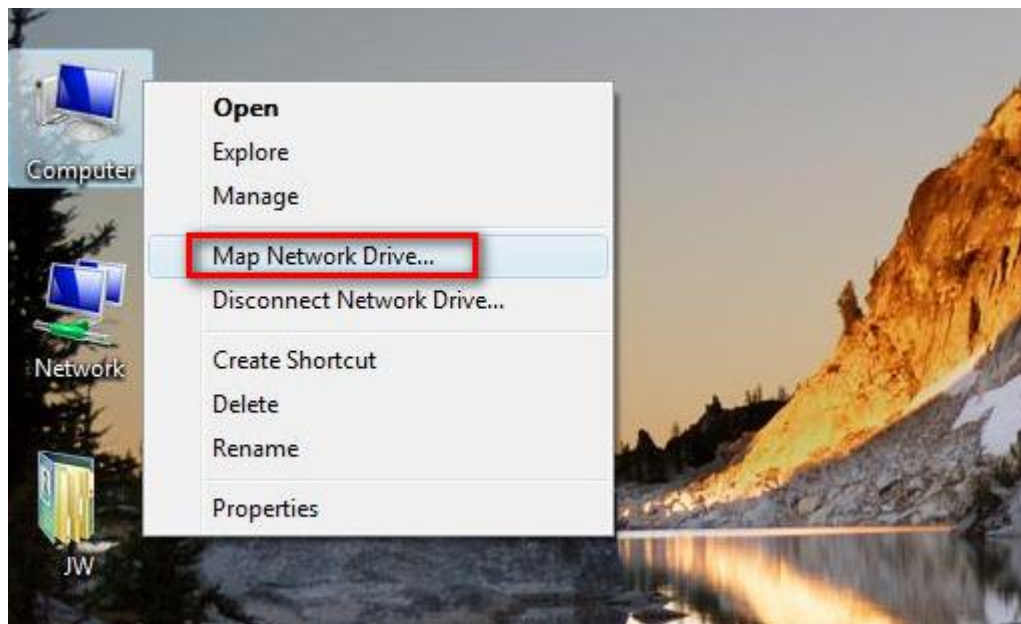 Computer
Network
JW
Open
Explore
Manage
Map Network Drive...
Disconnect Network Drive...
Create Shortcut
Delete
Rename
Properties